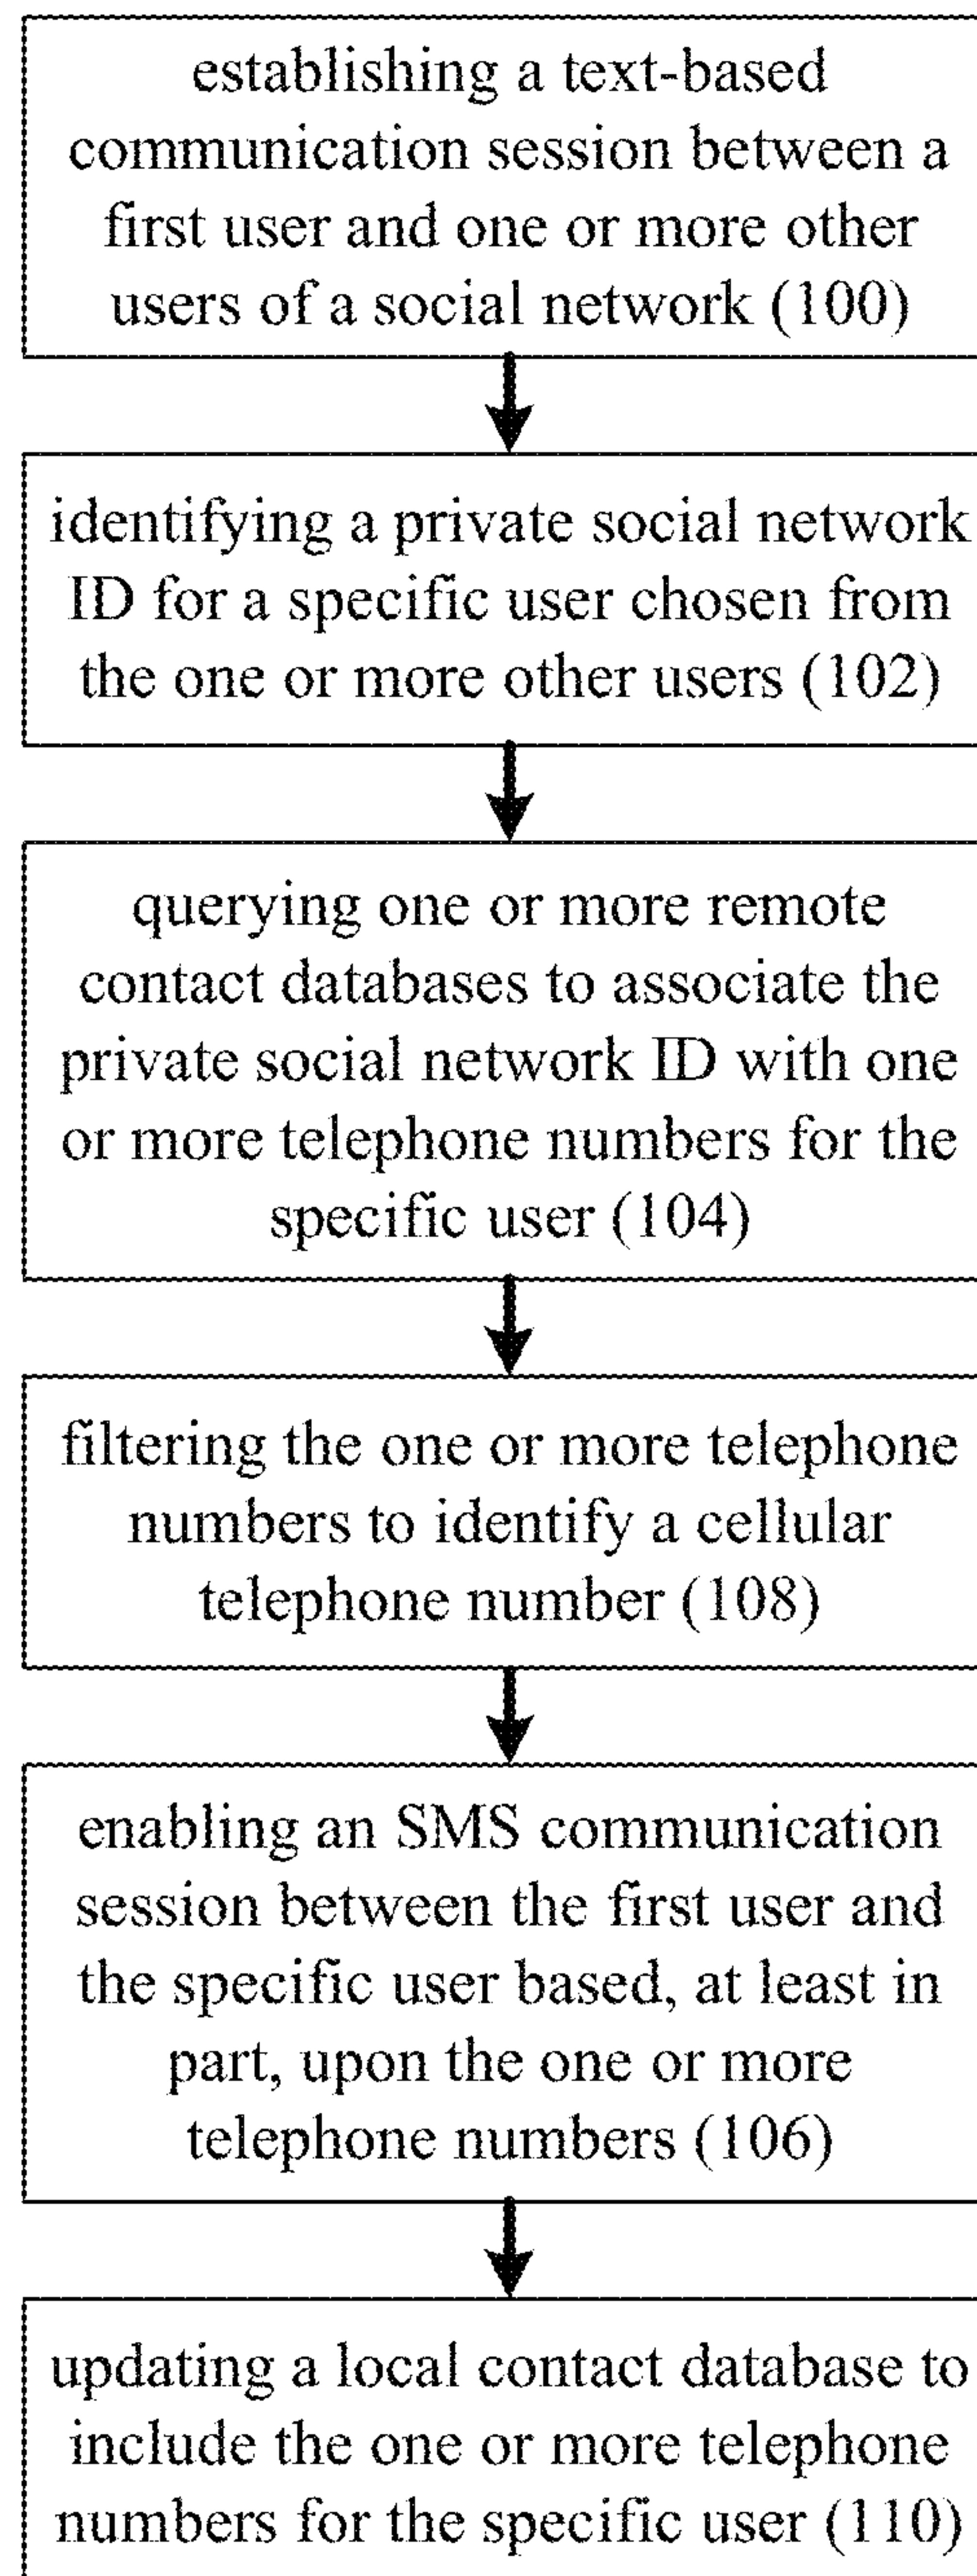 establishing a text-based
communication session between a
first user and one or more other
users of a social network (100)
identifying a private social network
ID for a specific user chosen from
the one or more other users (102)
querying one or more remote
contact databases to associate the
private social network ID with one
or more telephone numbers for the
specific user (104)
filtering the one or more telephone
numbers to identify a cellular
telephone number (108)
enabling an SMS communication
session between the first user and
the specific user based, at least in
part, upon the one or more
telephone numbers (106)
updating a local contact database to
include the one or more telephone
numbers for the specific user (110)